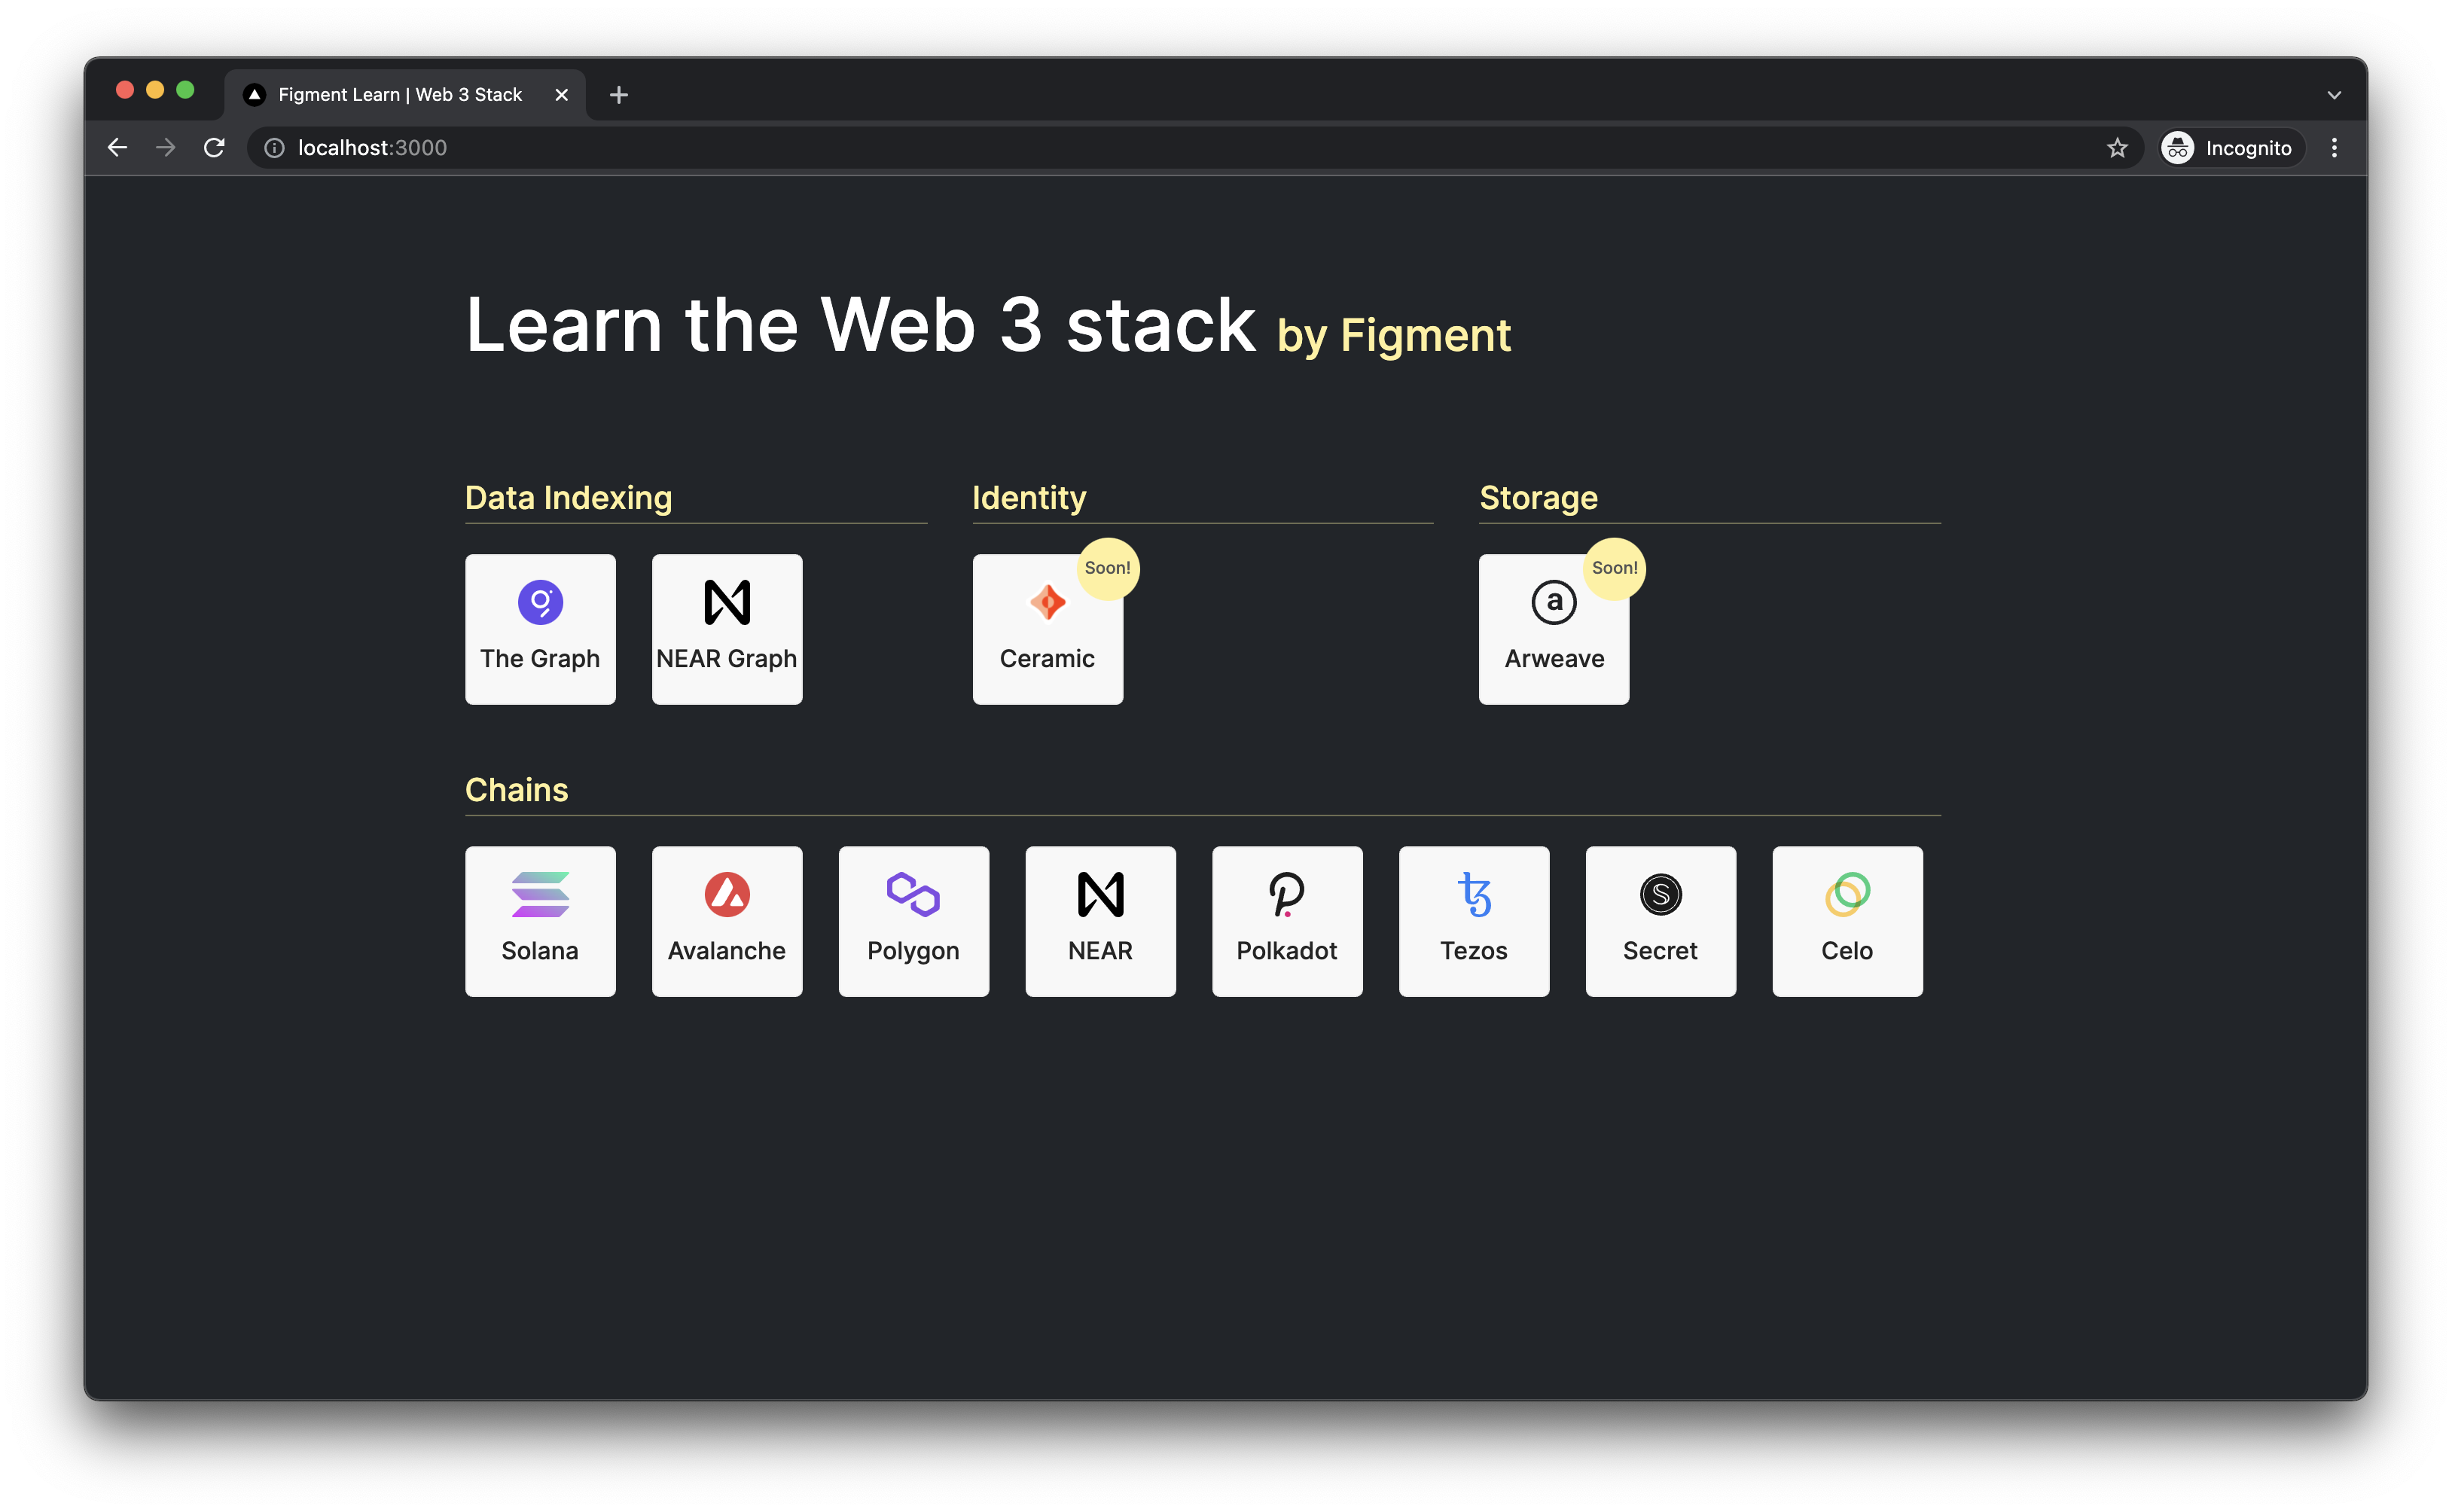 Figment Learn | Web 3 Stack
localhost:3000
Incognito
Learn the Web 3 stack by Figment
Data Indexing
Identity
Storage
Soon!
Soon!
The Graph
NEAR Graph
Ceramic
a
Arweave
Chains
Solana
Avalanche
Polygon
NEAR
Polkadot
Tezos
S
Secret
Celo